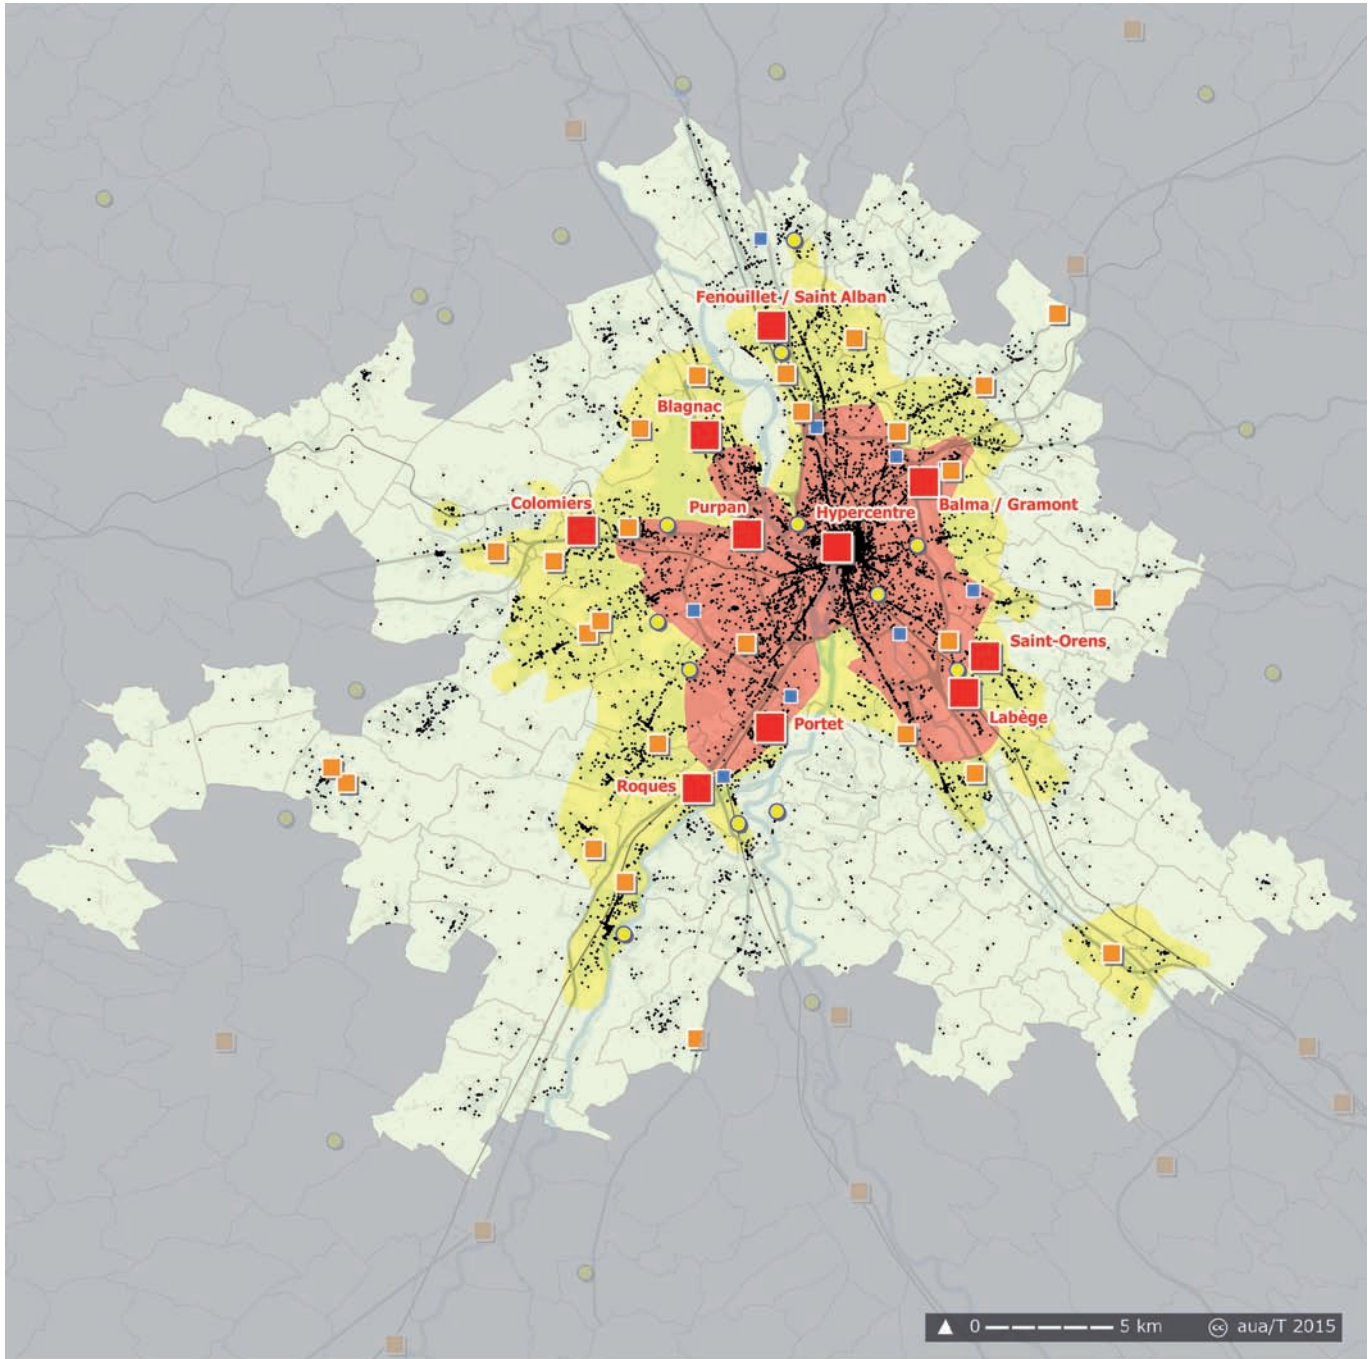 Fenouillet / Saint Alban
Blagnac
Colomiers
Purpan
Hypercentre
Balma / Gramont
Saint-Orens
Labège
Portet
Roques
0 5 km cc aua/T 2015